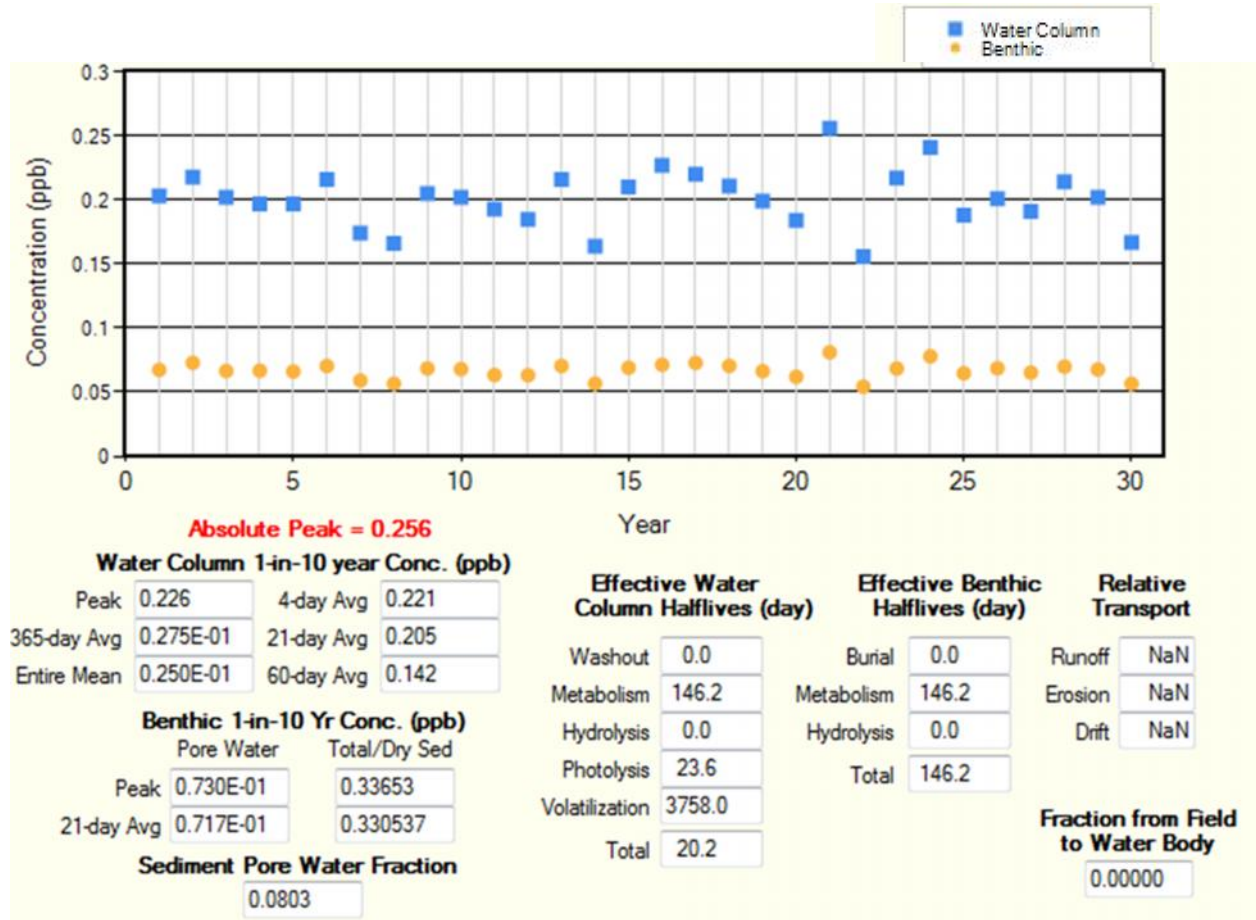 Water Column
Benthic
Concentration (ppb)
0.3
0.25
0.2
0.15
0.1
0.05
0
0 5 10 15 20 25 30
Year
Absolute Peak = 0.256
Water Column 1-in-10 year Conc. (ppb)
Peak 0.226 4-day Avg 0.221
365-day Avg 0.275E-01 21-day Avg 0.205
Entire Mean 0.250E-01 60-day Avg 0.142
Benthic 1-in-10 Yr Conc. (ppb)
Pore Water Total/Dry Sed
Peak 0.730E-01 0.33653
21-day Avg 0.717E-01 0.330537
Sediment Pore Water Fraction
0.0803
Effective Water
Column Halflives (day)
Washout 0.0
Metabolism 146.2
Hydrolysis 0.0
Photolysis 23.6
Volatilization 3758.0
Total 20.2
Effective Benthic
Halflives (day)
Burial 0.0
Metabolism 146.2
Hydrolysis 0.0
Total 146.2
Relative
Transport
Runoff NaN
Erosion NaN
Drift NaN
Fraction from Field
to Water Body
0.00000